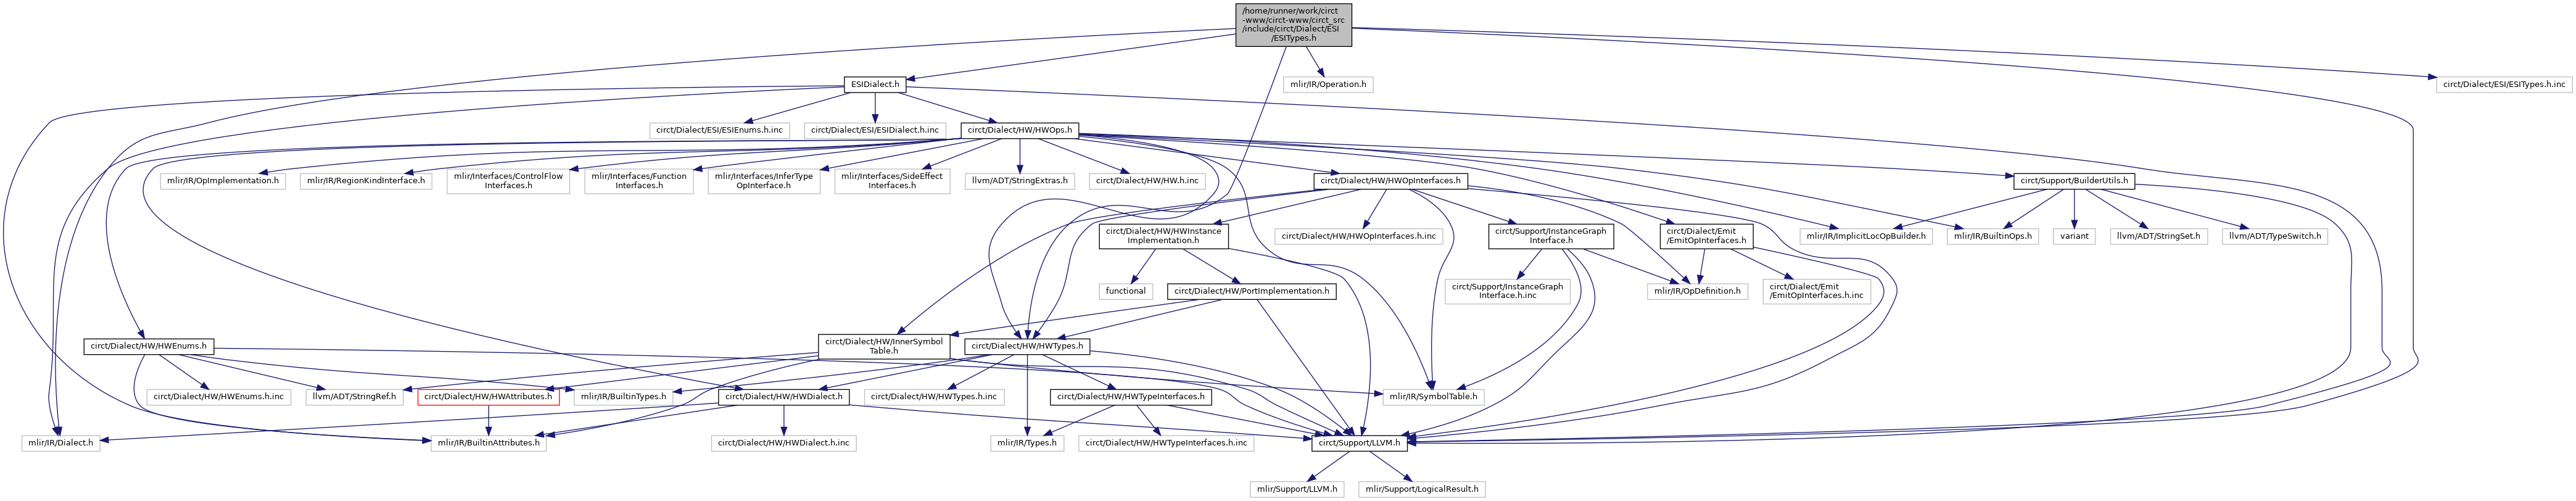 /home/runner/work/circt
-www/circt-www/circt_src
/include/circt/Dialect/ESI
/ESITypes.h
ESIDialect.h
mlir/IR/Operation.h
circt/Dialect/ESI/ESITypes.h.inc
circt/Dialect/ESI/ESIEnums.h.inc
circt/Dialect/ESI/ESIDialect.h.inc
circt/Dialect/HW/HWOps.h
mlir/IR/OpImplementation.h
mlir/IR/RegionKindInterface.h
mlir/Interfaces/ControlFlow
Interfaces.h
mlir/Interfaces/Function
Interfaces.h
mlir/Interfaces/InferType
OpInterface.h
mlir/Interfaces/SideEffect
Interfaces.h
llvm/ADT/StringExtras.h
circt/Dialect/HW/HW.h.inc
circt/Dialect/HW/HWOpInterfaces.h
circt/Support/BuilderUtils.h
circt/Dialect/HW/HWInstance
Implementation.h
circt/Dialect/HW/HWOpInterfaces.h.inc
circt/Support/InstanceGraph
Interface.h
circt/Dialect/Emit
/EmitOpInterfaces.h
mlir/IR/ImplicitLocOpBuilder.h
mlir/IR/BuiltinOps.h
variant
llvm/ADT/StringSet.h
llvm/ADT/TypeSwitch.h
functional
circt/Dialect/HW/PortImplementation.h
circt/Support/InstanceGraph
Interface.h.inc
mlir/IR/OpDefinition.h
circt/Dialect/Emit
/EmitOpInterfaces.h.inc
circt/Dialect/HW/HWEnums.h
circt/Dialect/HW/InnerSymbol
Table.h
circt/Dialect/HW/HWTypes.h
circt/Dialect/HW/HWEnums.h.inc
llvm/ADT/StringRef.h
circt/Dialect/HW/HWAttributes.h
mlir/IR/BuiltinTypes.h
circt/Dialect/HW/HWDialect.h
circt/Dialect/HW/HWTypes.h.inc
circt/Dialect/HW/HWTypeInterfaces.h
mlir/IR/SymbolTable.h
mlir/IR/Dialect.h
mlir/IR/BuiltinAttributes.h
circt/Dialect/HW/HWDialect.h.inc
mlir/IR/Types.h
circt/Dialect/HW/HWTypeInterfaces.h.inc
circt/Support/LLVM.h
mlir/Support/LLVM.h
mlir/Support/LogicalResult.h